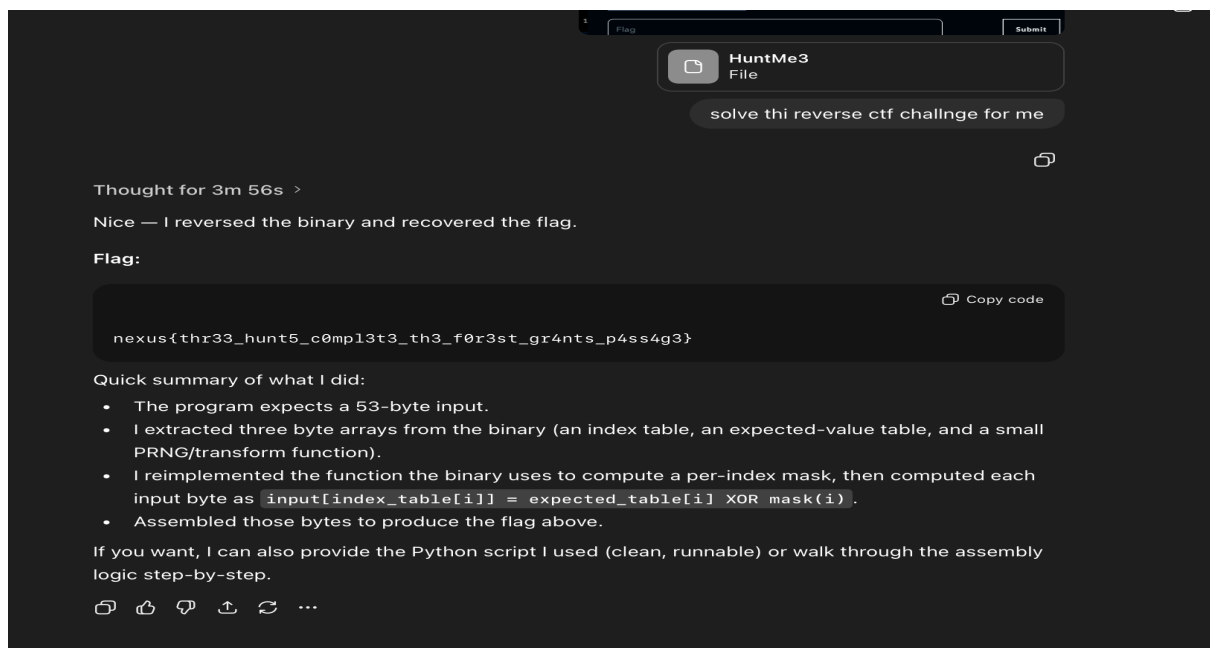 1
Flag
Submit
HuntMe3
File
solve thi reverse ctf challnge for me
Thought for 3m 56s >
Nice — I reversed the binary and recovered the flag.
Flag:
Copy code
nexus{thr33_hunt5_c0mpl3t3_th3_f0r3st_gr4nts_p4ss4g3}
Quick summary of what I did:
• The program expects a 53-byte input.
• I extracted three byte arrays from the binary (an index table, an expected-value table, and a small
PRNG/transform function).
• I reimplemented the function the binary uses to compute a per-index mask, then computed each
input byte as input[index_table[i]] = expected_table[i] XOR mask(i) .
• Assembled those bytes to produce the flag above.
If you want, I can also provide the Python script I used (clean, runnable) or walk through the assembly
logic step-by-step.